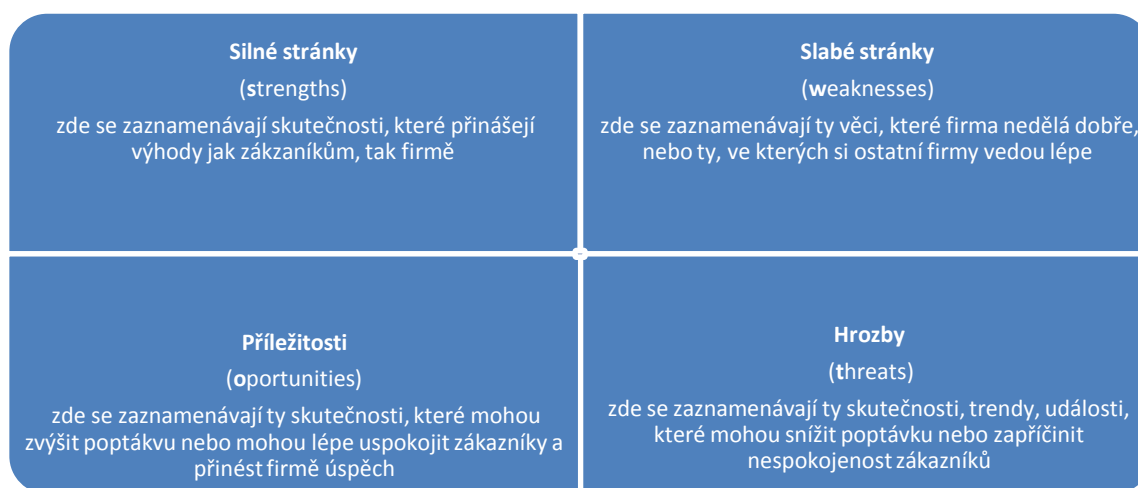 Silné stránky
(strengths)
zde se zaznamenávají skutečnosti, které přinášejí
výhody jak zákzaníkům, tak firmě
Slabé stránky
(weaknesses)
zde se zaznamenávají ty věci, které firma nedělá dobře,
nebo ty, ve kterých si ostatní firmy vedou lépe
Příležitosti
(oportunities)
zde se zaznamenávají ty skutečnosti, které mohou
zvýšit poptákvu nebo mohou lépe uspokojit zákazníky a
přinést firmě úspěch
Hrozby
(threats)
zde se zaznamenávají ty skutečnosti, trendy, události,
které mohou snížit poptávku nebo zapříčinit
nespokojenost zákazníků